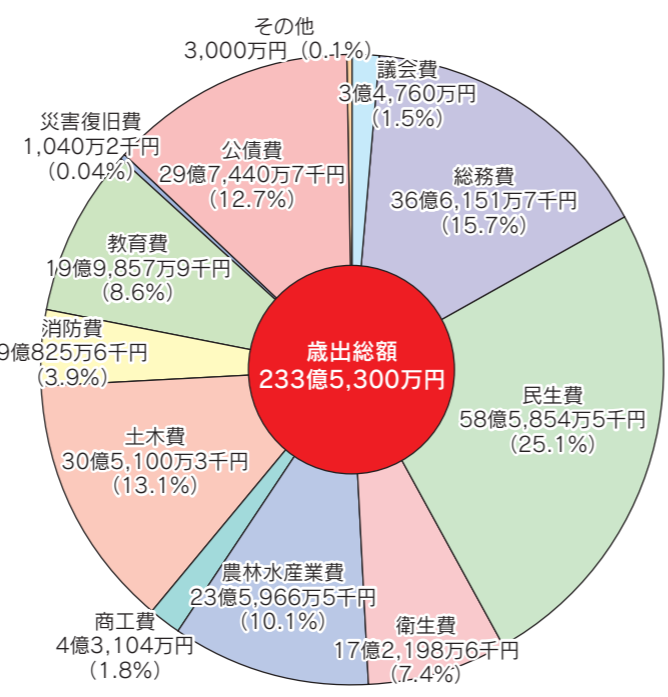 その他
3,000万円（0.1%）
議会費
3億4,760万円
（1.5%）
総務費
36億6,151万7千円
（15.7%）
民生費
58億5,854万5千円
（25.1%）
衛生費
17億2,198万6千円
（7.4%）
農林水産業費
23億5,966万5千円
（10.1%）
商工費
4億3,104万円
（1.8%）
土木費
30億5,100万3千円
（13.1%）
消防費
9億825万6千円
（3.9%）
教育費
19億9,857万9千円
（8.6%）
災害復旧費
1,040万2千円
（0.04%）
公債費
29億7,440万7千円
（12.7%）
歳出総額
233億5,300万円